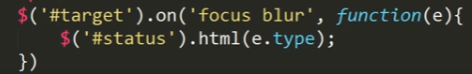 $('#target').on('focus blur', function(e){
    $('#status').html(e.type);
})